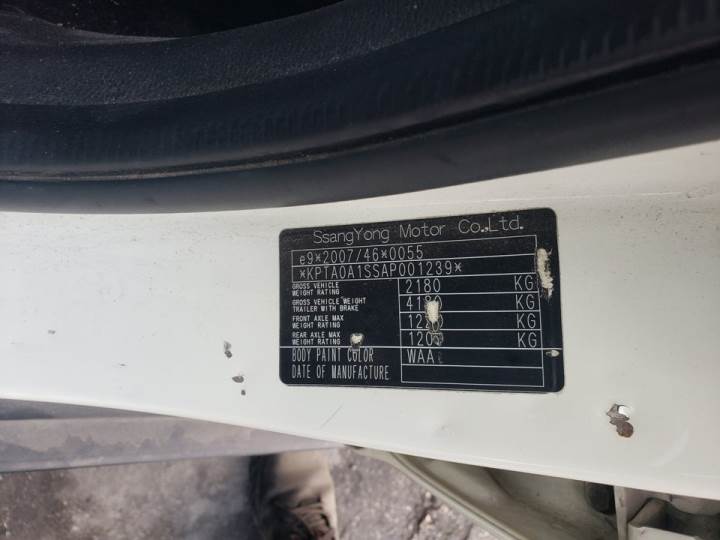 SsangYong Motor Co.Ltd.
e9*2007/46*0055
*KPTA0A1SSAP001239*
GROSS VEHICLE WEIGHT RATING 2180 KG
GROSS VEHICLE WEIGHT TRAILER WITH BRAKE KG
FRONT AXLE MAX WEIGHT RATING KG
REAR AXLE MAX WEIGHT RATING KG
BODY PAINT COLOR WAA
DATE OF MANUFACTURE